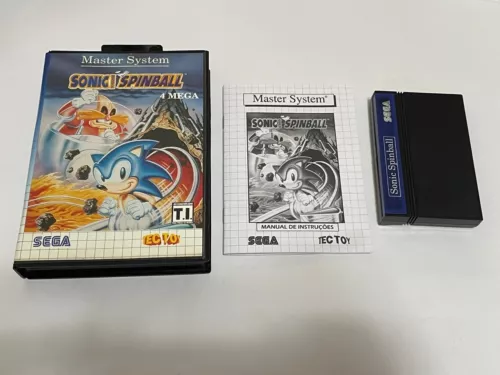 Master System
SONIC SPINBALL
4 MEGA
T.I.
SEGA
TEC TOY
Master System
SONIC SPINBALL
MANUAL DE INSTRUÇÕES
SEGA
TEC TOY
SEGA
Sonic Spinball